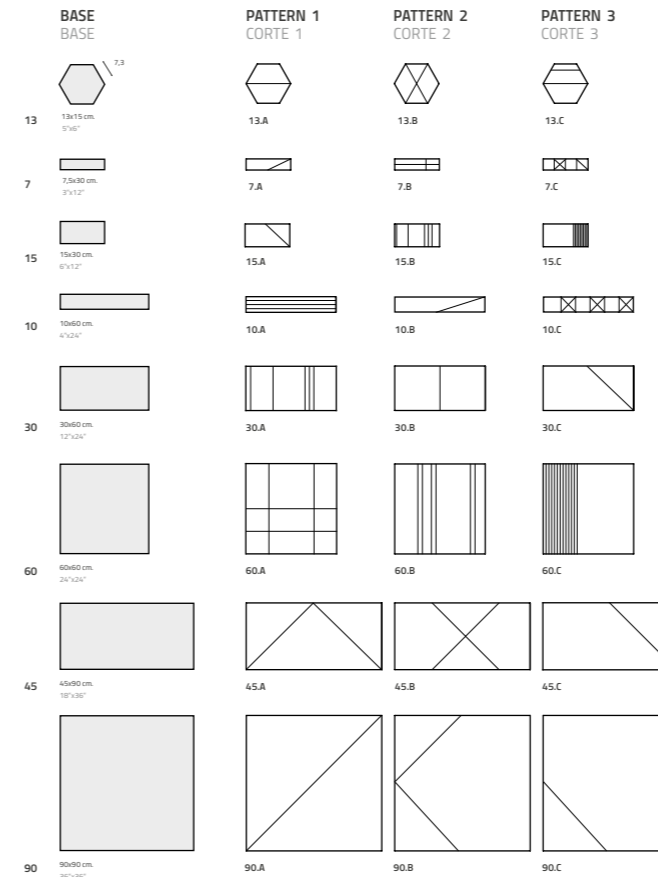 BASE PATTERN 1 PATTERN 2 PATTERN 3
BASE CORTE 1 CORTE 2 CORTE 3
7,3
13 13x15 cm. 13.A 13.B 13.C
5"x6"
7 7,5x30 cm. 7.A 7.B 7.C
3"x12"
15 15x30 cm. 15.A 15.B 15.C
6"x12"
10 10x60 cm. 10.A 10.B 10.C
4"x24"
30 30x60 cm. 30.A 30.B 30.C
12"x24"
60 60x60 cm. 60.A 60.B 60.C
24"x24"
45 45x90 cm. 45.A 45.B 45.C
18"x36"
90 90x90 cm. 90.A 90.B 90.C
36"x36"